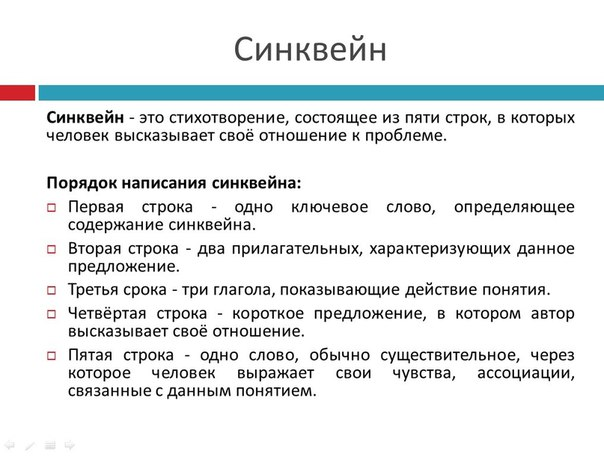 Синквейн
Синквейн - это стихотворение, состоящее из пяти строк, в которых
человек высказывает своё отношение к проблеме.
Порядок написания синквейна:
Первая строка - одно ключевое слово, определяющее
содержание синквейна.
Вторая строка - два прилагательных, характеризующих данное
предложение.
Третья срока - три глагола, показывающие действие понятия.
Четвёртая строка - короткое предложение, в котором автор
высказывает своё отношение.
Пятая строка - одно слово, обычно существительное, через
которое человек выражает свои чувства, ассоциации,
связанные с данным понятием.